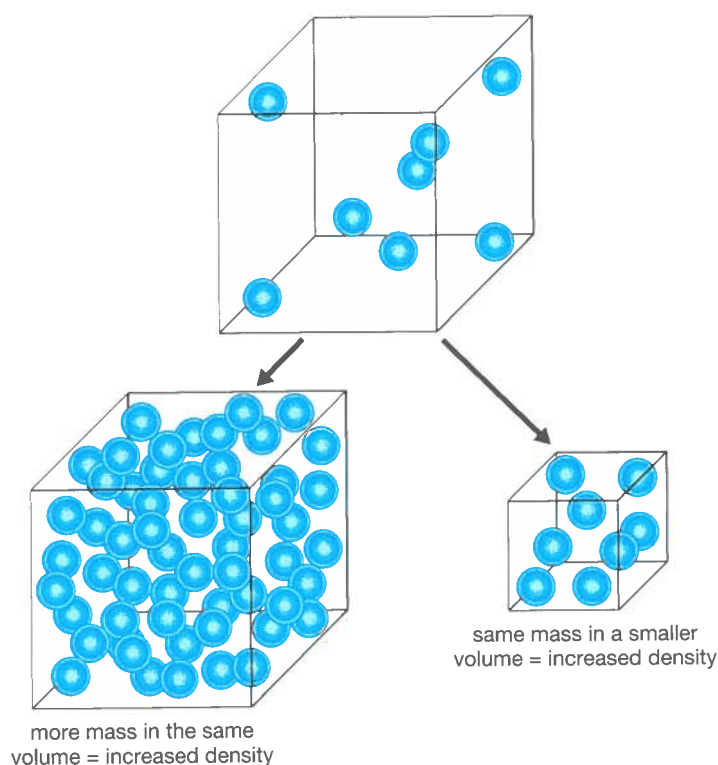 same mass in a smaller
volume = increased density
more mass in the same
volume = increased density